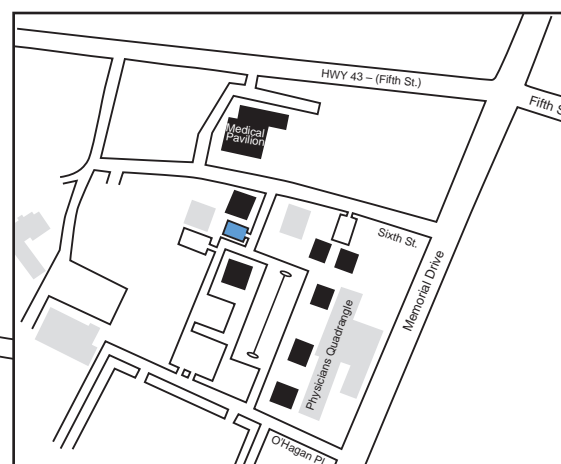 HWY 43 – (Fifth St.)
Fifth S
Medical
Pavilion
Sixth St.
Memorial Drive
Physicians Quadrangle
O'Hagan Pl.